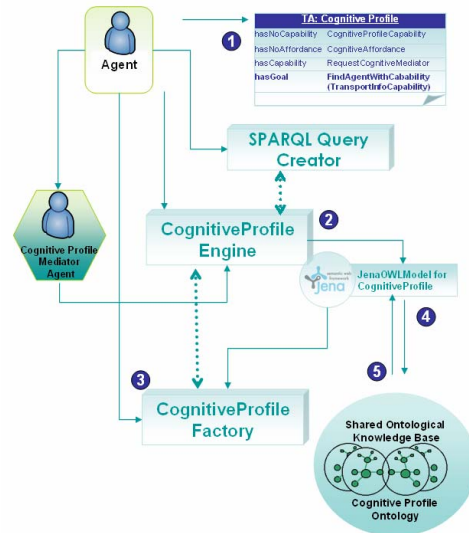 1
TA: Cognitive Profile
hasNoCapability CognitiveProfileCapability
hasNoAffordance CognitiveAffordance
hasCapability RequestCognitiveMediator
hasGoal FindAgentWithCabability
(TransportInfoCapability)
Agent
SPARQL Query
Creator
Cognitive Profile
Mediator
Agent
CognitiveProfile
Engine
2
Jena
JenaOWLModel for
CognitiveProfile
4
5
3
CognitiveProfile
Factory
Shared Ontological
Knowledge Base
Cognitive Profile
Ontology